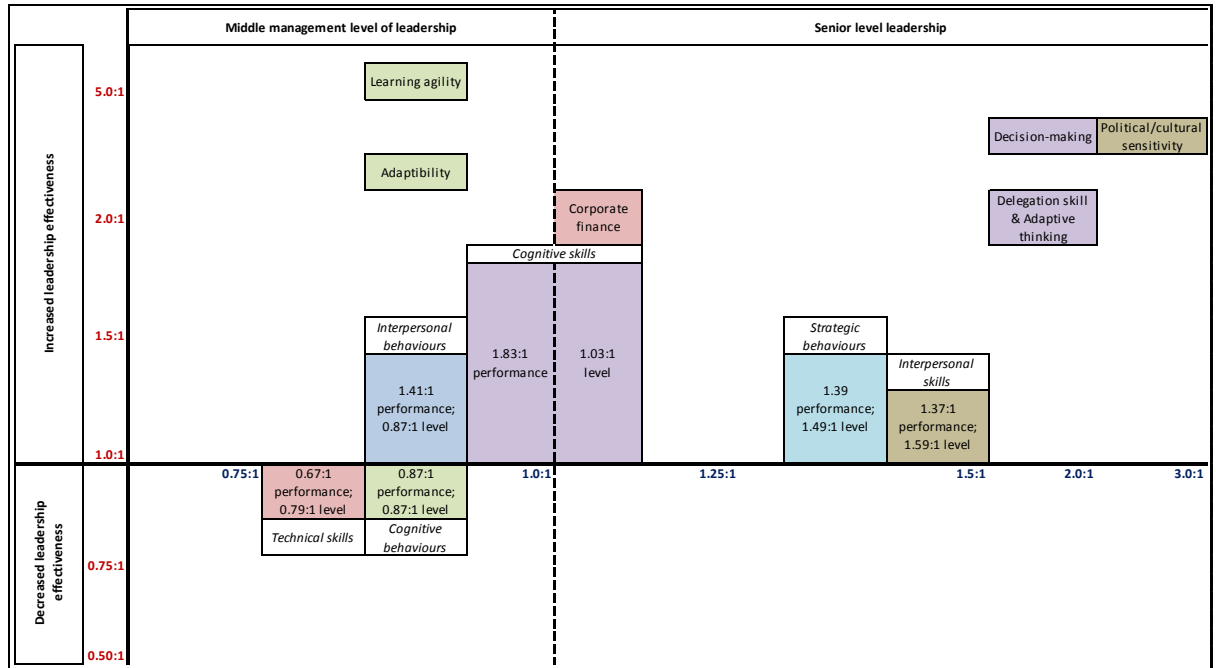 Middle management level of leadership
Senior level leadership
Increased leadership effectiveness
5.0:1
Learning agility
Decision-making
Political/cultural
sensitivity
Adaptibility
2.0:1
Corporate
finance
Delegation skill
& Adaptive
thinking
Cognitive skills
1.5:1
Interpersonal
behaviours
1.83:1
performance
1.03:1
level
Strategic
behaviours
Interpersonal
skills
1.41:1
performance;
0.87:1 level
1.39
performance;
1.49:1 level
1.37:1
performance;
1.59:1 level
1.0:1
0.75:1
1.0:1
1.25:1
1.5:1
2.0:1
3.0:1
Decreased leadership
effectiveness
0.67:1
performance;
0.79:1 level
0.87:1
performance;
0.87:1 level
Technical skills
Cognitive
behaviours
0.75:1
0.50:1